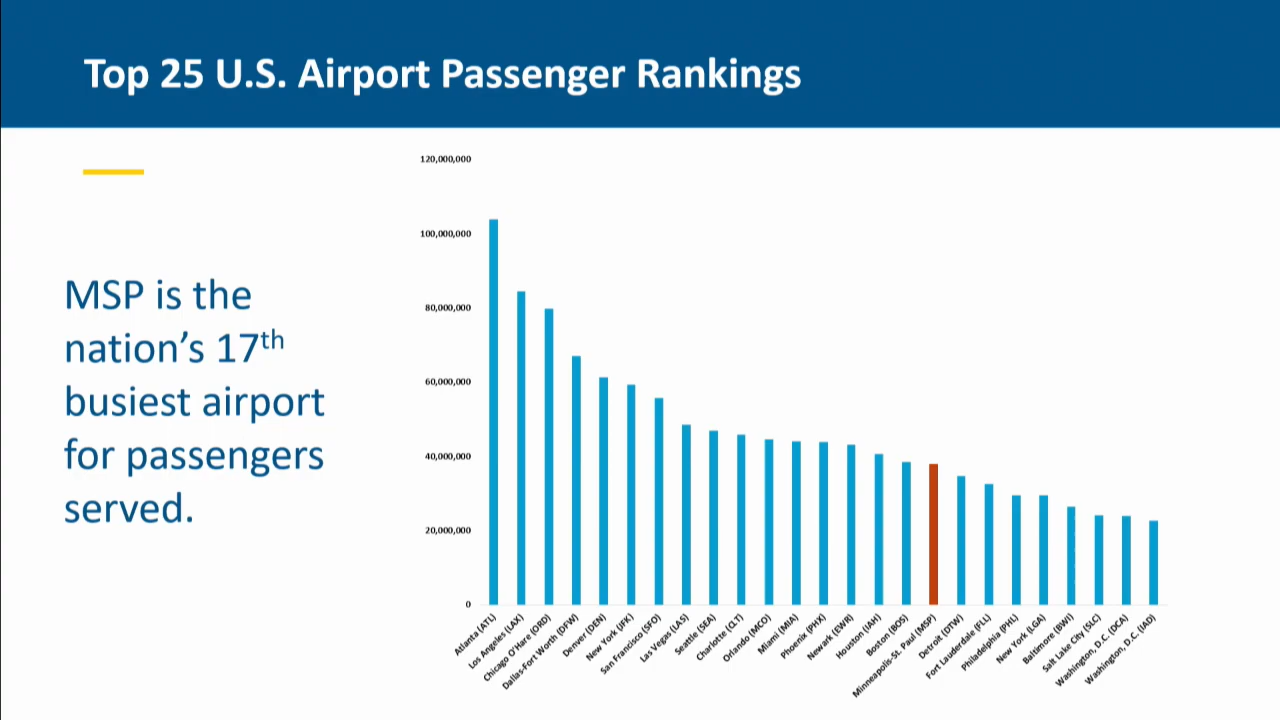 Top 25 U.S. Airport Passenger Rankings
MSP is the
nation’s 17th
busiest airport
for passengers
served.
120,000,000
100,000,000
80,000,000
60,000,000
40,000,000
20,000,000
0
Atlanta (ATL)
Los Angeles (LAX)
Chicago O'Hare (ORD)
Dallas-Fort Worth (DFW)
Denver (DEN)
New York (JFK)
San Francisco (SFO)
Las Vegas (LAS)
Seattle (SEA)
Charlotte (CLT)
Orlando (MCO)
Miami (MIA)
Phoenix (PHX)
Newark (EWR)
Houston (IAH)
Boston (BOS)
Minneapolis-St. Paul (MSP)
Detroit (DTW)
Fort Lauderdale (FLL)
Philadelphia (PHL)
New York (LGA)
Baltimore (BWI)
Salt Lake City (SLC)
Washington, D.C. (DCA)
Washington, D.C. (IAD)